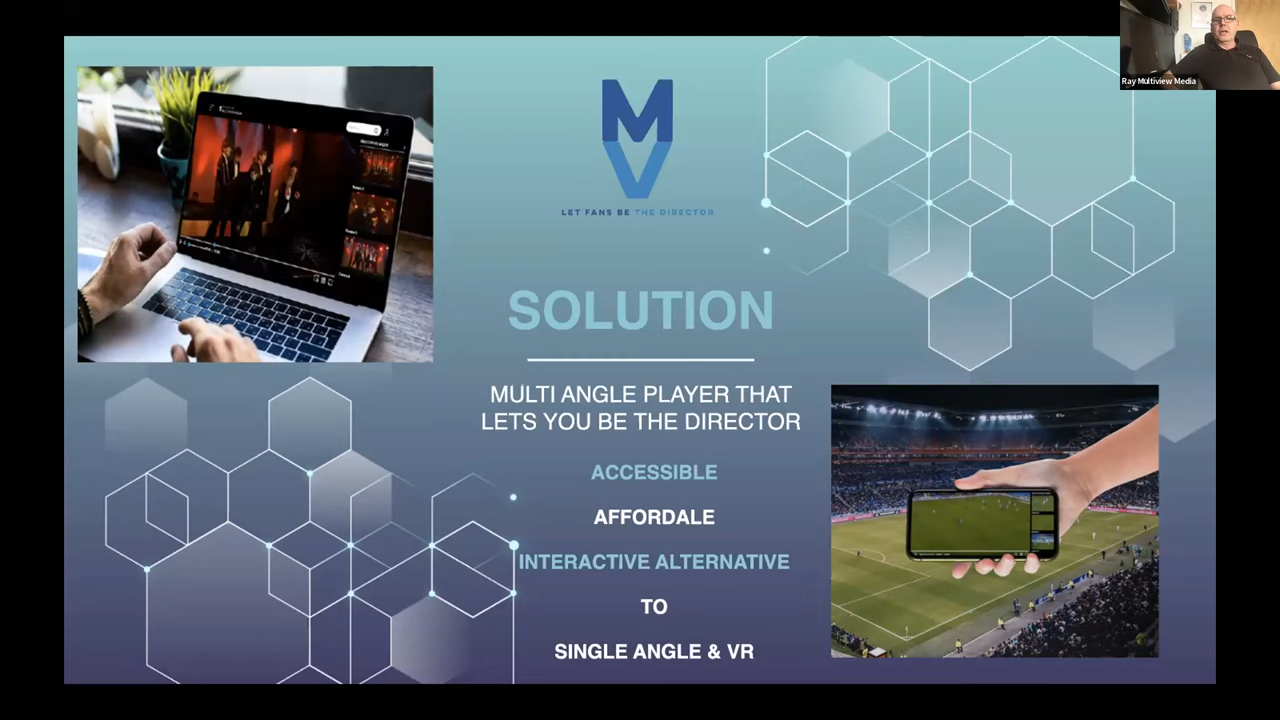 Ray Multiview Media
MV
LET FANS BE THE DIRECTOR
SOLUTION
MULTI ANGLE PLAYER THAT
LETS YOU BE THE DIRECTOR
ACCESSIBLE
AFFORDALE
INTERACTIVE ALTERNATIVE
TO
SINGLE ANGLE & VR